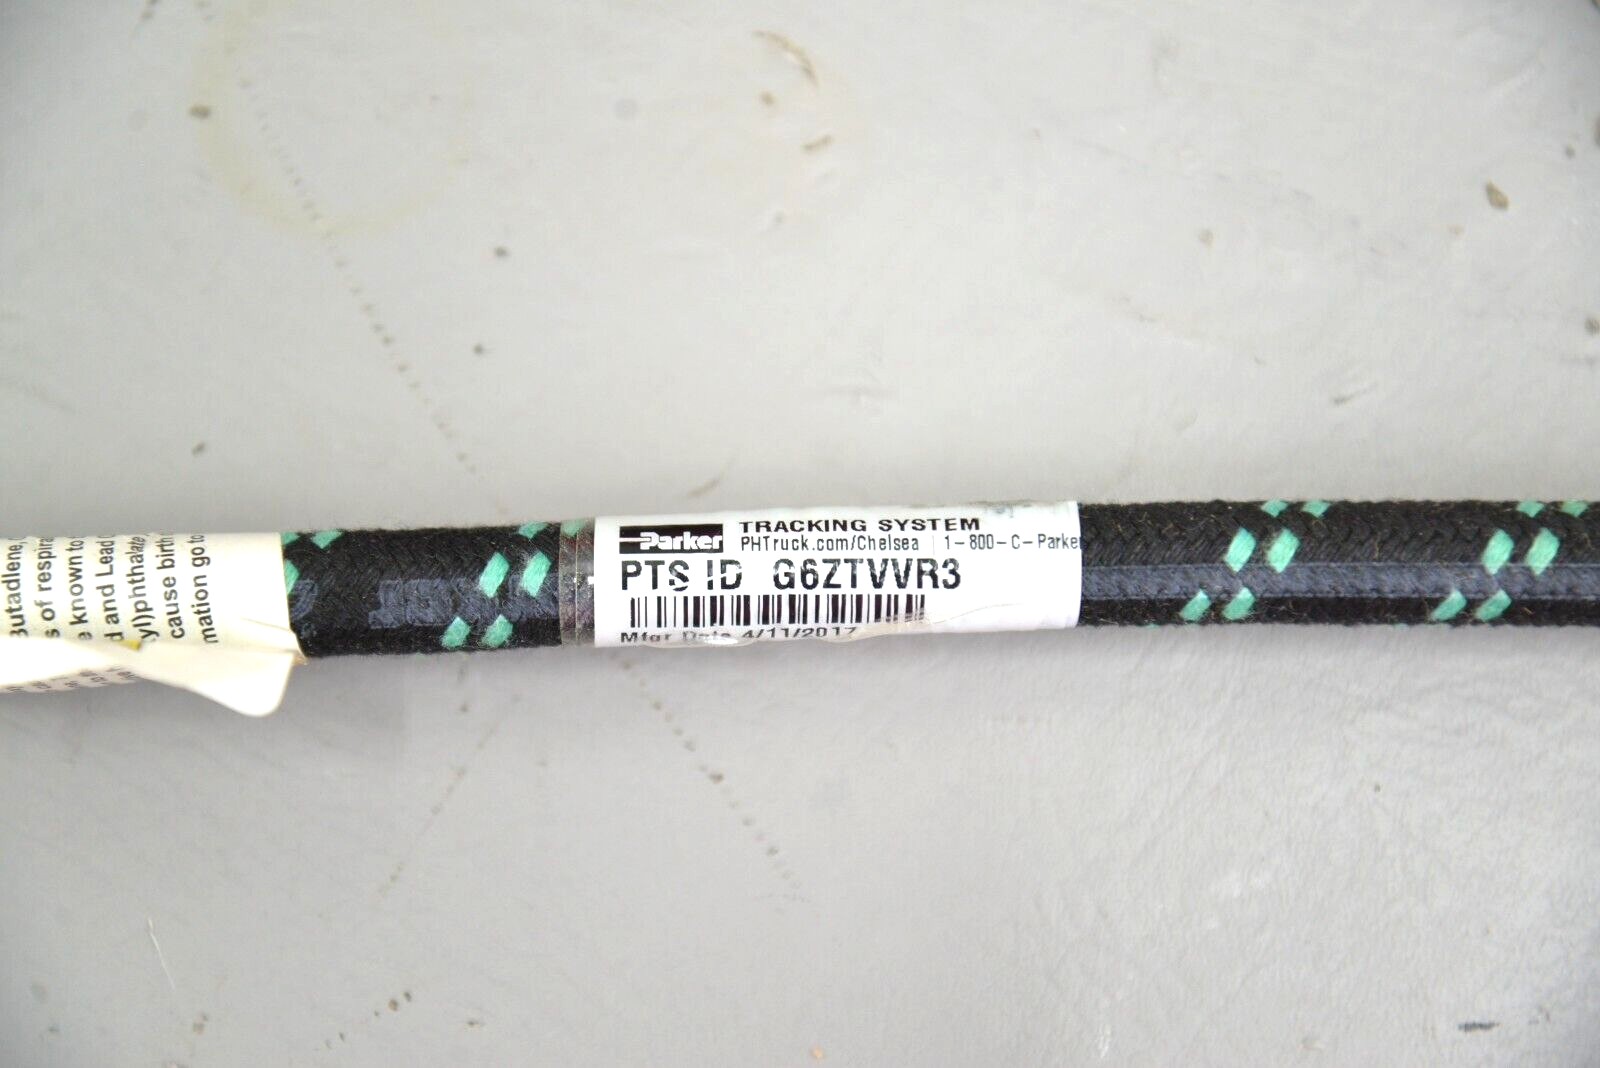 Parker
TRACKING SYSTEM
PHTruck.com/Chelsea | 1-800-C-Parker
PTS ID G6ZTVVR3
Mfgr Date 4/11/2017
Butadiene,
s of respira
e known to
d and Lead
yl)phthalate
cause birth
mation go to